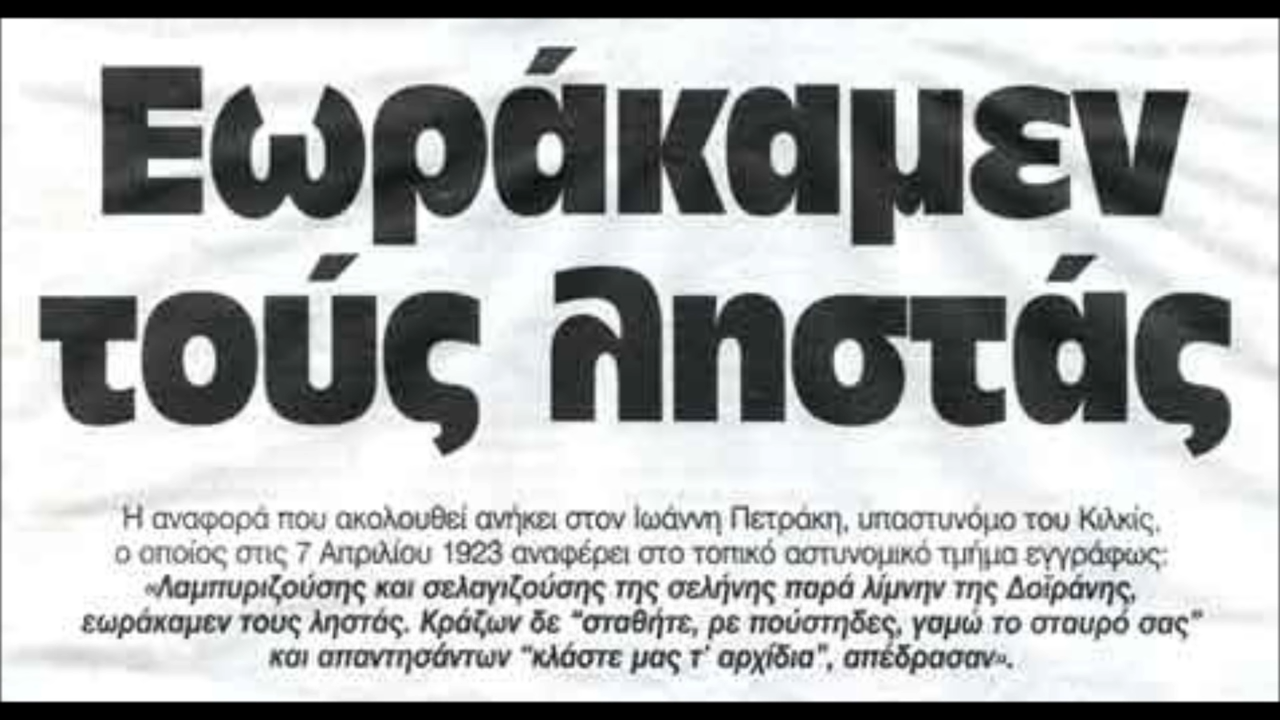 Εωράκαμεν
τούς ληστάς
Η αναφορά που ακολουθεί ανήκει στον Ιωάννη Πετράκη, υπαστυνόμο του Κιλκίς,
ο οποίος στις 7 Απριλίου 1923 αναφέρει στο τοπικό αστυνομικό τμήμα εγγράφως:
«Λαμπυριζούσης και σελαγιζούσης της σελήνης παρά λίμνην της Δοϊράνης,
εωράκαμεν τους ληστάς. Κράζων δε "σταθήτε, ρε πούστηδες, γαμώ το σταυρό σας"
και απαντησάντων "κλάστε μας τ' αρχίδια", απέδρασαν».